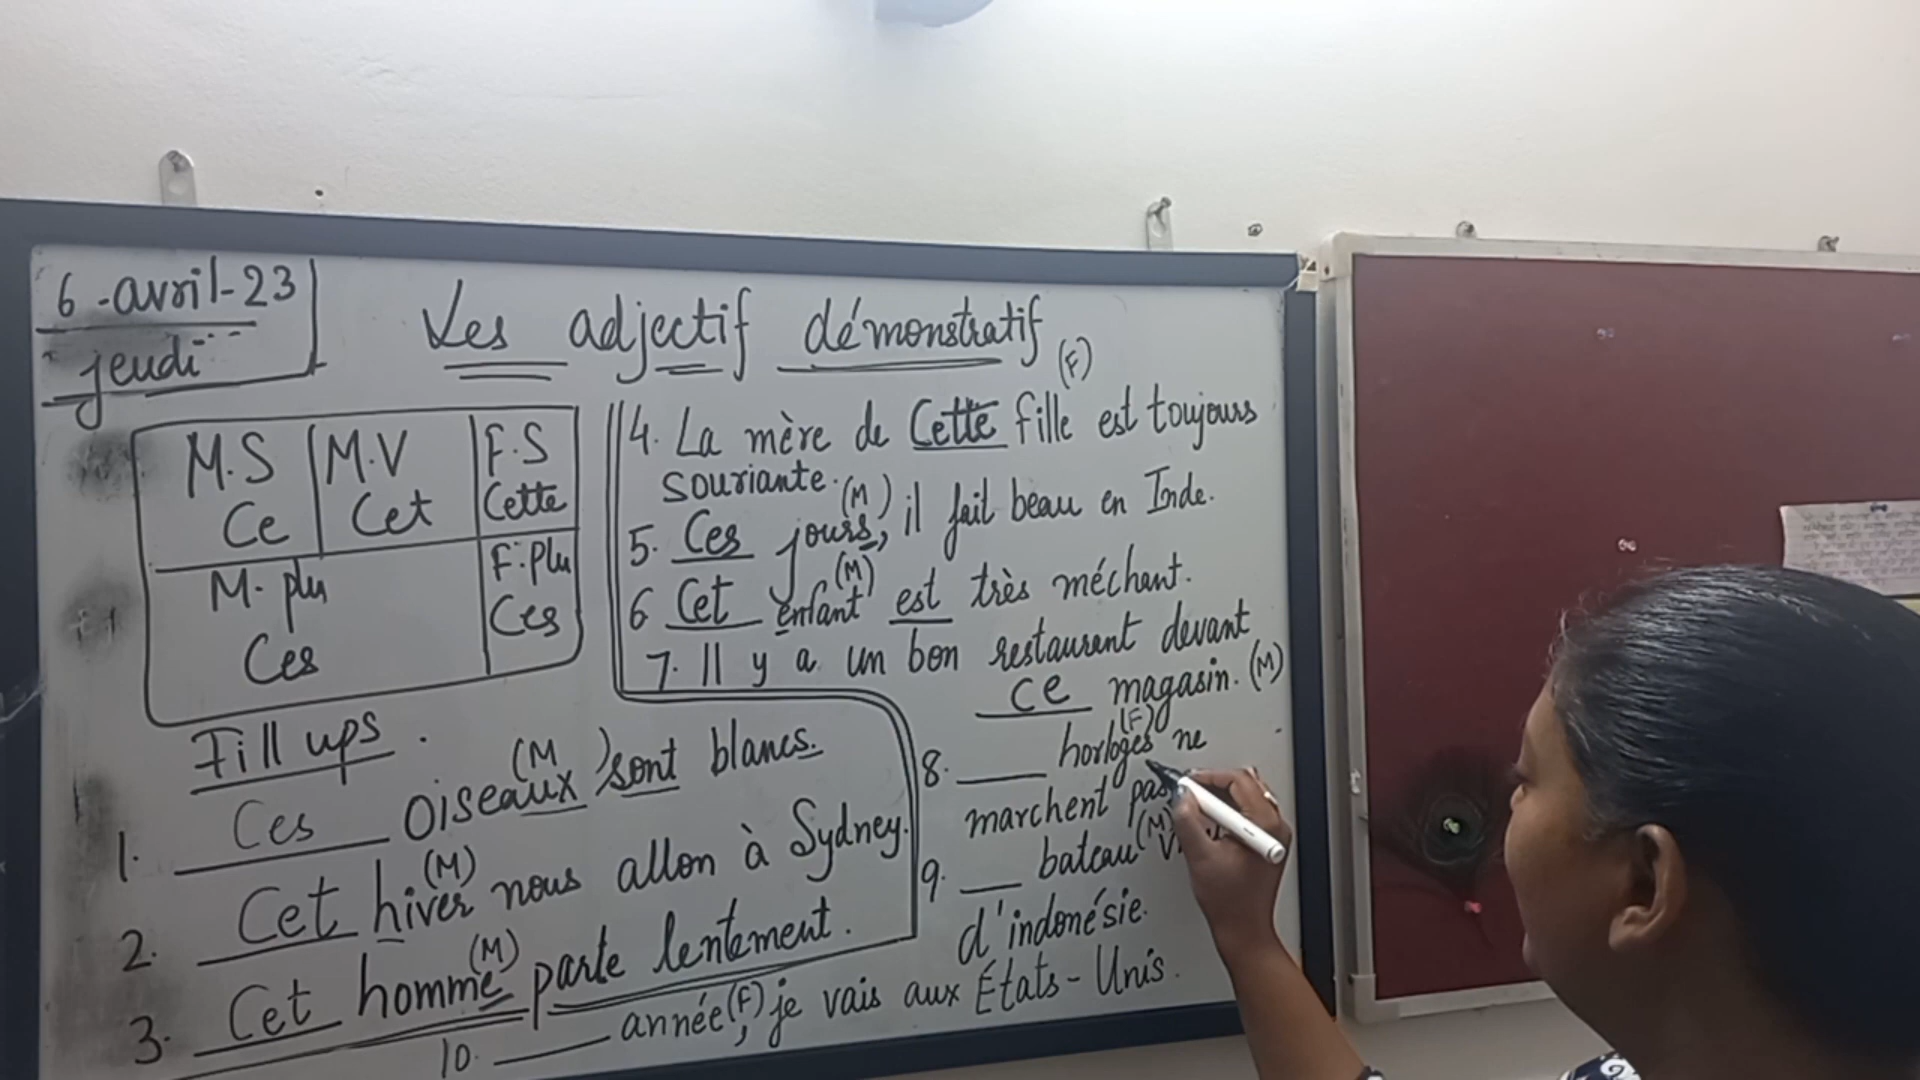 6-avril-23
jeudi
Les adjectif démonstratif
M.S
Ce
M.V
Cet
F.S
Cette
M. plu
Ces
F. plu
Ces
Fill ups.
1. Ces oiseaux (M) sont blancs.
2. Cet hiver (M) nous allon à Sydney.
3. Cet homme (M) parle lentement.
4. La mère de Cette fille (F) est toujours
souriante.
5. Ces jours (M), il fait beau en Inde.
6 Cet enfant (M) est très méchant.
7. Il y a un bon restaurent devant
ce magasin. (M)
8. ____ horloges (F) ne
marchent pas
9. ____ bateau (M)
d'indonésie.
10. ____ année (F), je vais aux États-Unis.